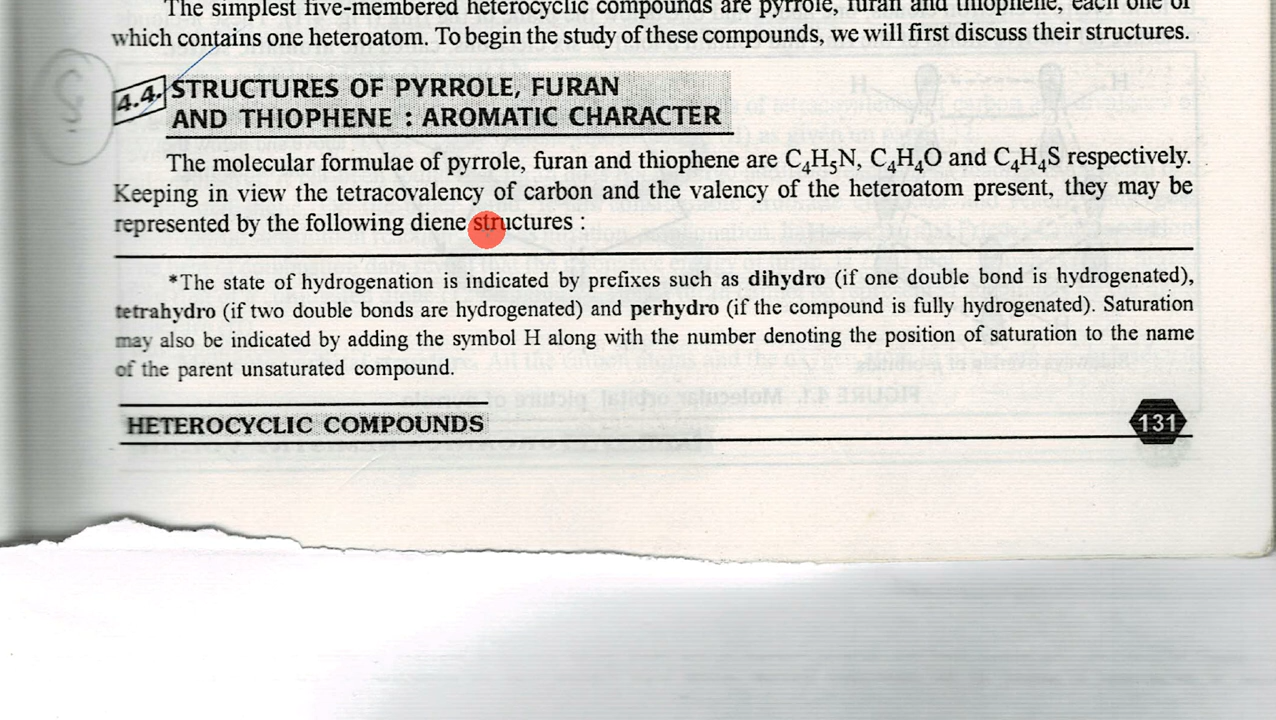 The simplest five-membered heterocyclic compounds are pyrrole, furan and thiophene, each one of
which contains one heteroatom. To begin the study of these compounds, we will first discuss their structures.
4.4. STRUCTURES OF PYRROLE, FURAN
AND THIOPHENE : AROMATIC CHARACTER
The molecular formulae of pyrrole, furan and thiophene are C₄H₅N, C₄H₄O and C₄H₄S respectively.
Keeping in view the tetracovalency of carbon and the valency of the heteroatom present, they may be
represented by the following diene structures :
*The state of hydrogenation is indicated by prefixes such as dihydro (if one double bond is hydrogenated),
tetrahydro (if two double bonds are hydrogenated) and perhydro (if the compound is fully hydrogenated). Saturation
may also be indicated by adding the symbol H along with the number denoting the position of saturation to the name
of the parent unsaturated compound.
HETEROCYCLIC COMPOUNDS
131